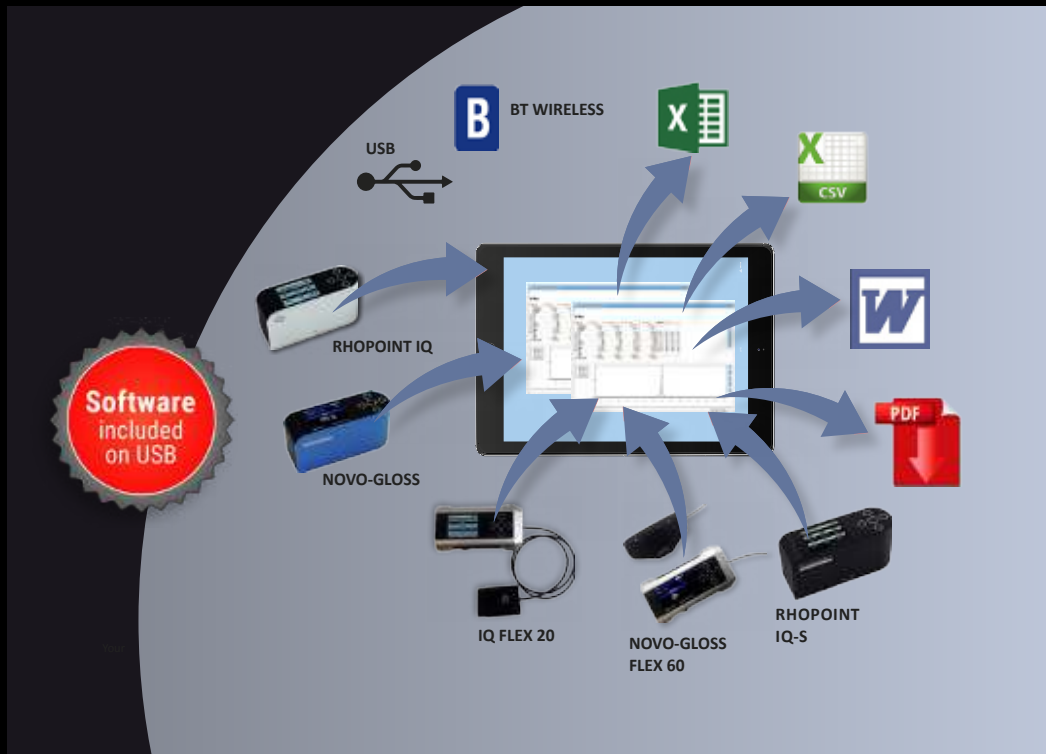 BT WIRELESS
B
USB
X
X
CSV
W
RHOPOINT IQ
PDF
Software
included
on USB
NOVO-GLOSS
IQ FLEX 20
NOVO-GLOSS
FLEX 60
RHOPOINT
IQ-S